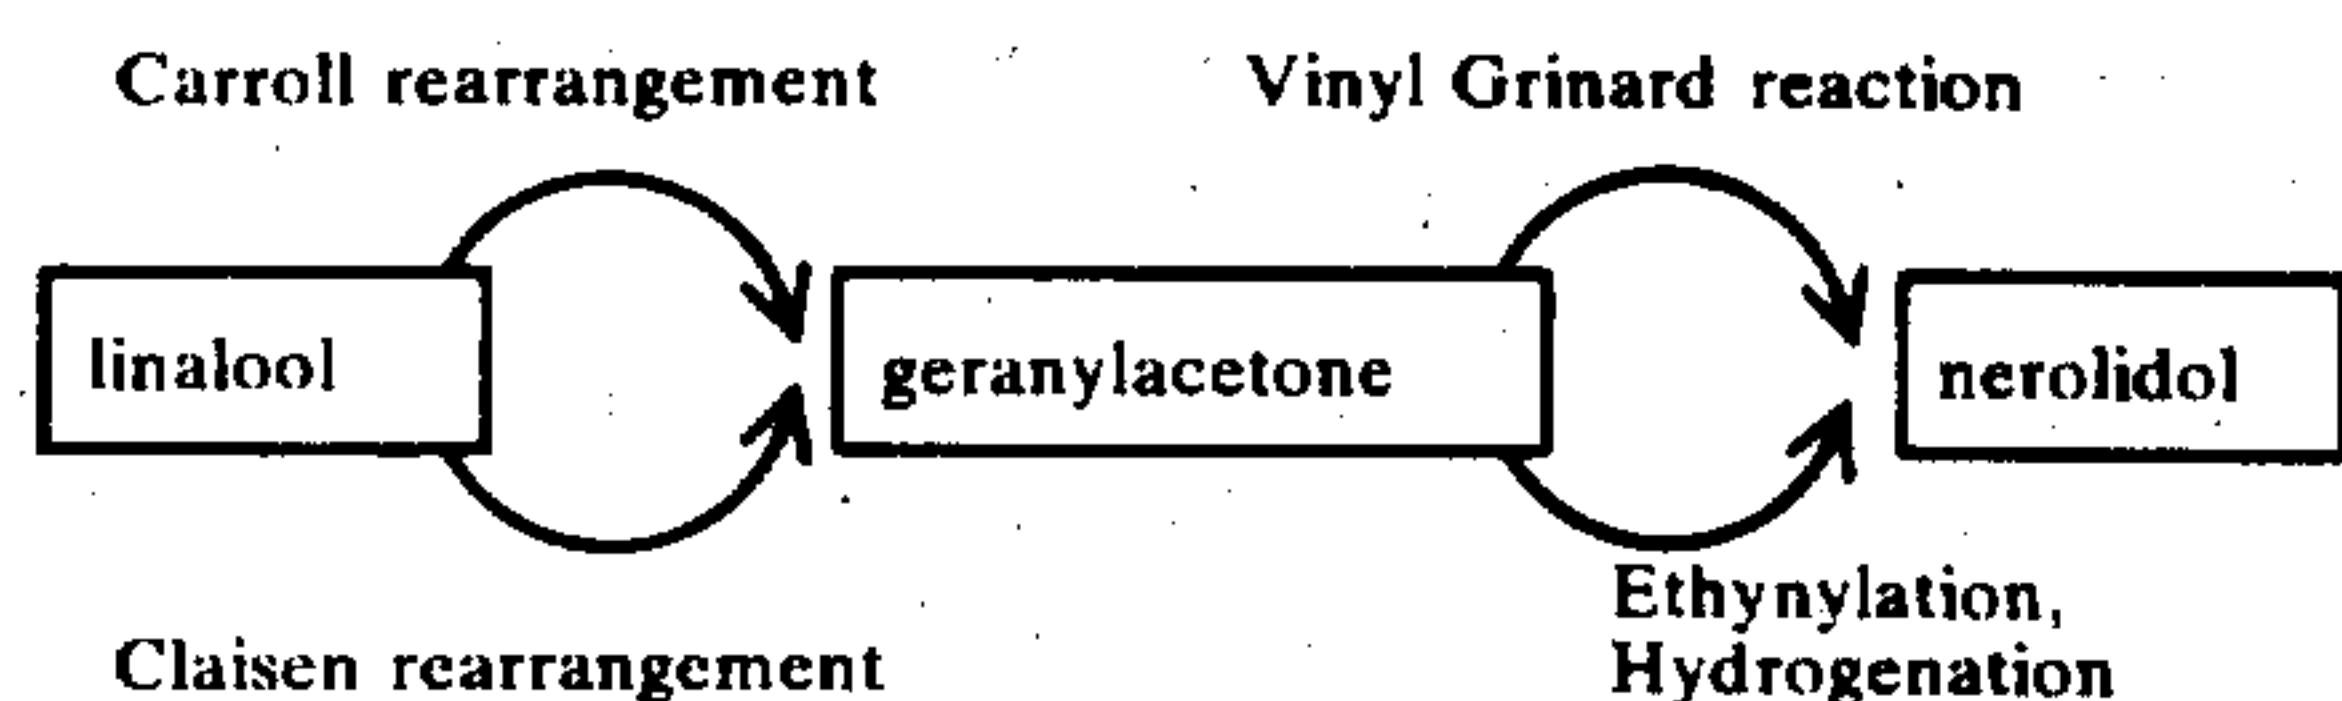 Carroll rearrangement
Vinyl Grinard reaction
linalool
geranylacetone
nerolidol
Claisen rearrangement
Ethynylation,
Hydrogenation